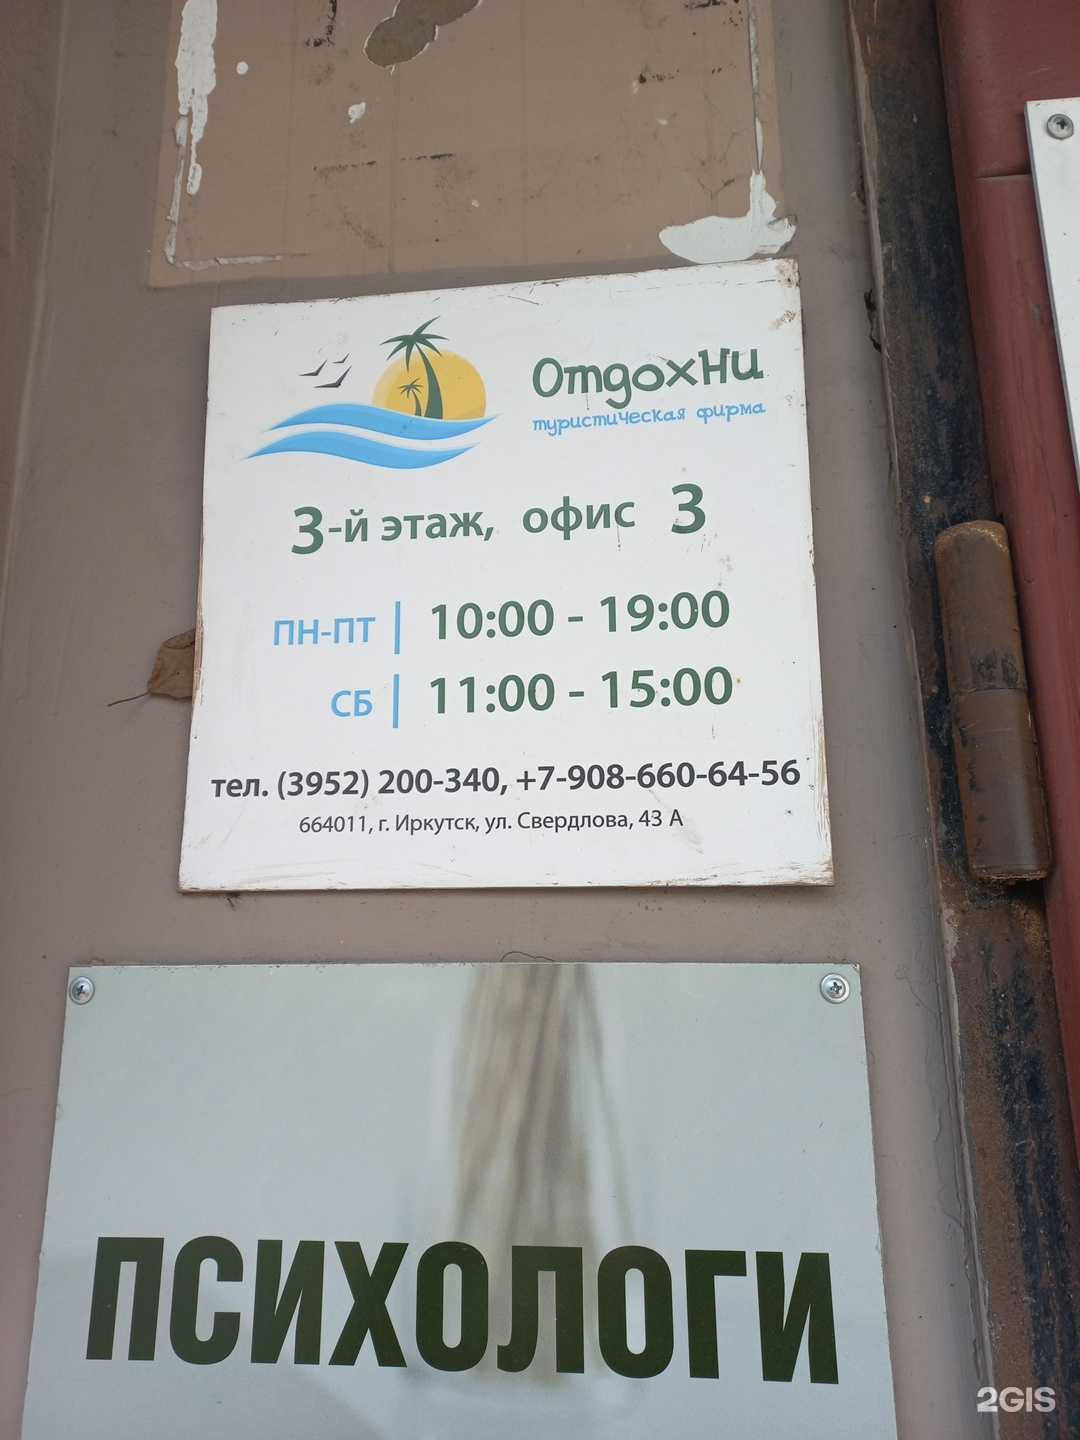 Отдохни
туристическая фирма
3-й этаж, офис 3
ПН-ПТ | 10:00 - 19:00
СБ | 11:00 - 15:00
тел. (3952) 200-340, +7-908-660-64-56
664011, г. Иркутск, ул. Свердлова, 43 А
ПСИХОЛОГИ
2GIS